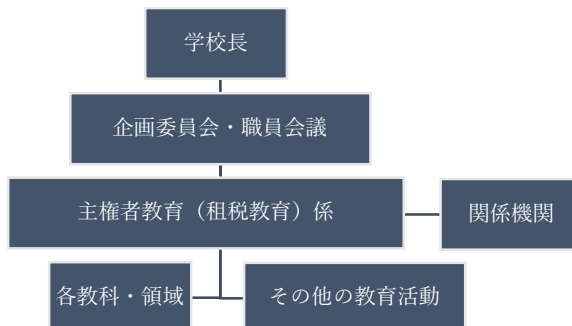 学校長
企画委員会・職員会議
主権者教育（租税教育）係
関係機関
各教科・領域
その他の教育活動